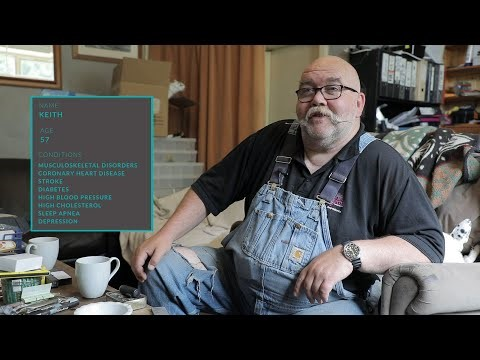 NAME
KEITH
AGE
57
CONDITIONS
MUSCULOSKELETAL DISORDERS
CORONARY HEART DISEASE
STROKE
DIABETES
HIGH BLOOD PRESSURE
HIGH CHOLESTEROL
SLEEP APNEA
DEPRESSION